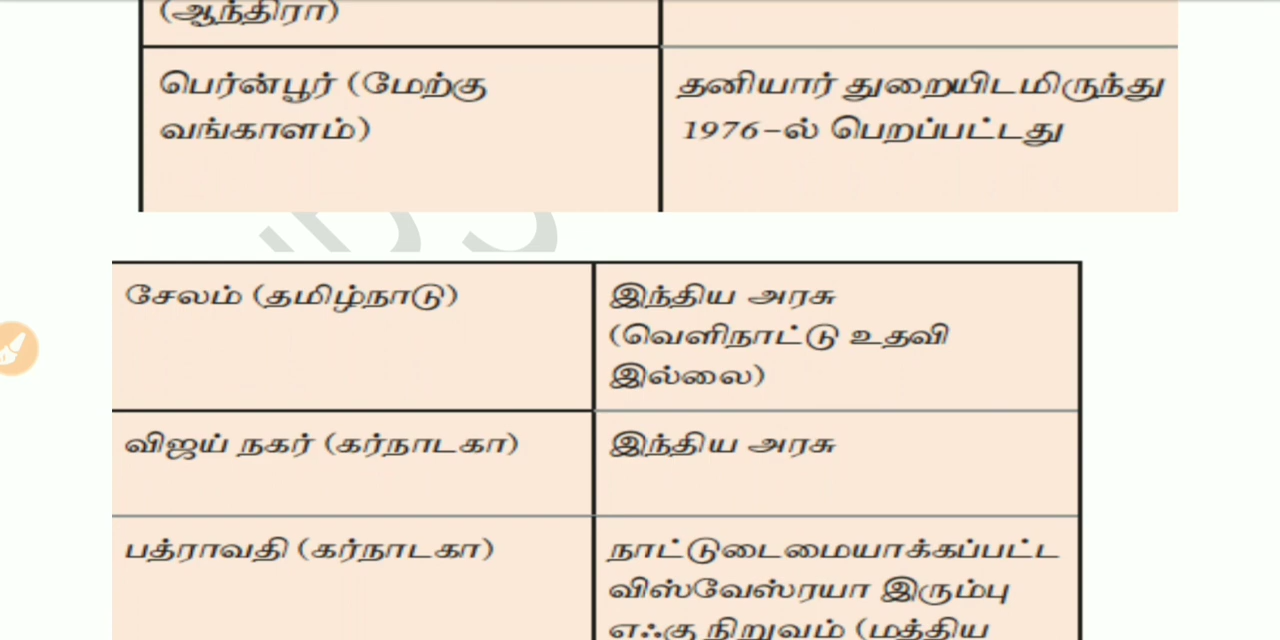 (ஆந்திரா)
பெர்ன்பூர் (மேற்கு
வங்காளம்)
தனியார் துறையிடமிருந்து
1976-ல் பெறப்பட்டது
சேலம் (தமிழ்நாடு)
இந்திய அரசு
(வெளிநாட்டு உதவி
இல்லை)
விஜய் நகர் (கர்நாடகா)
இந்திய அரசு
பத்ராவதி (கர்நாடகா)
நாட்டுடைமையாக்கப்பட்ட
விஸ்வேஸ்ரயா இரும்பு
எஃகு நிறுவம் (மத்திய